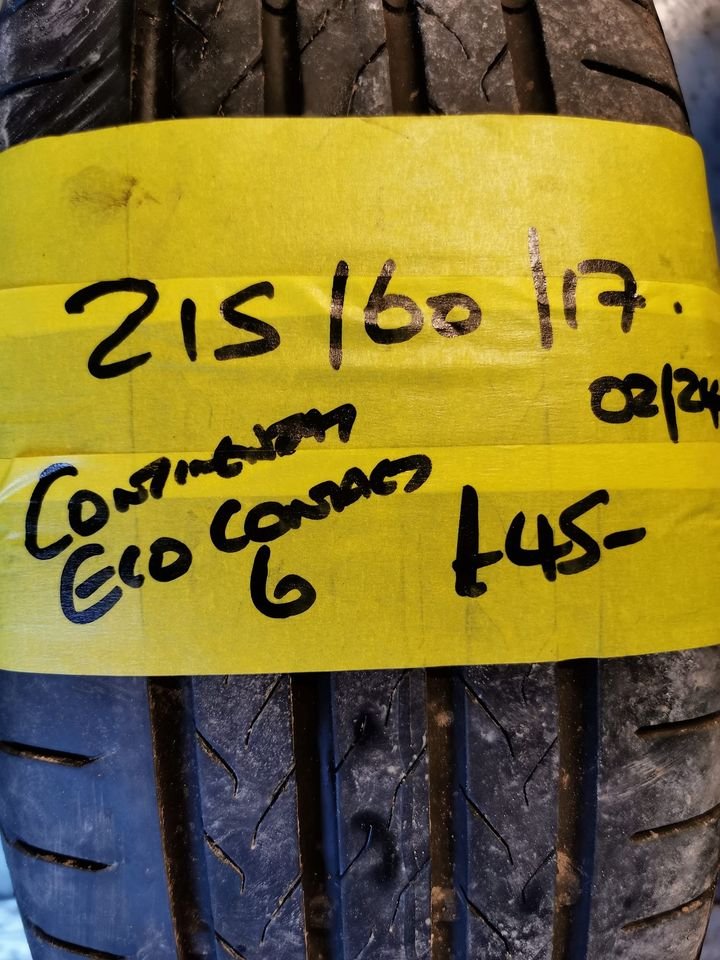 215/60/17.
02/24
CONTINENTAL
ECO CONTACT
6
£45-